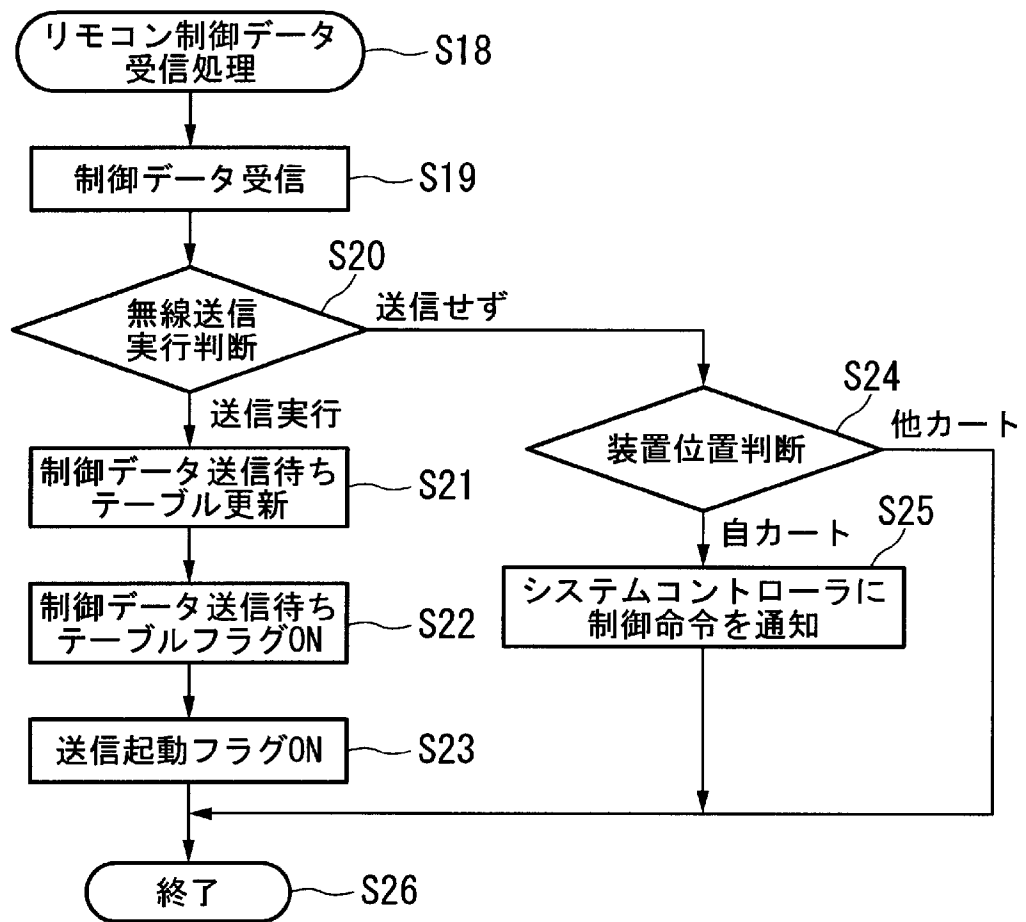 リモコン制御データ
受信処理
S18
制御データ受信
S19
S20
無線送信
実行判断
送信せず
送信実行
S24
装置位置判断
他カート
制御データ送信待ち
テーブル更新
S21
自カート
S25
システムコントローラに
制御命令を通知
制御データ送信待ち
テーブルフラグON
S22
送信起動フラグON
S23
終了
S26